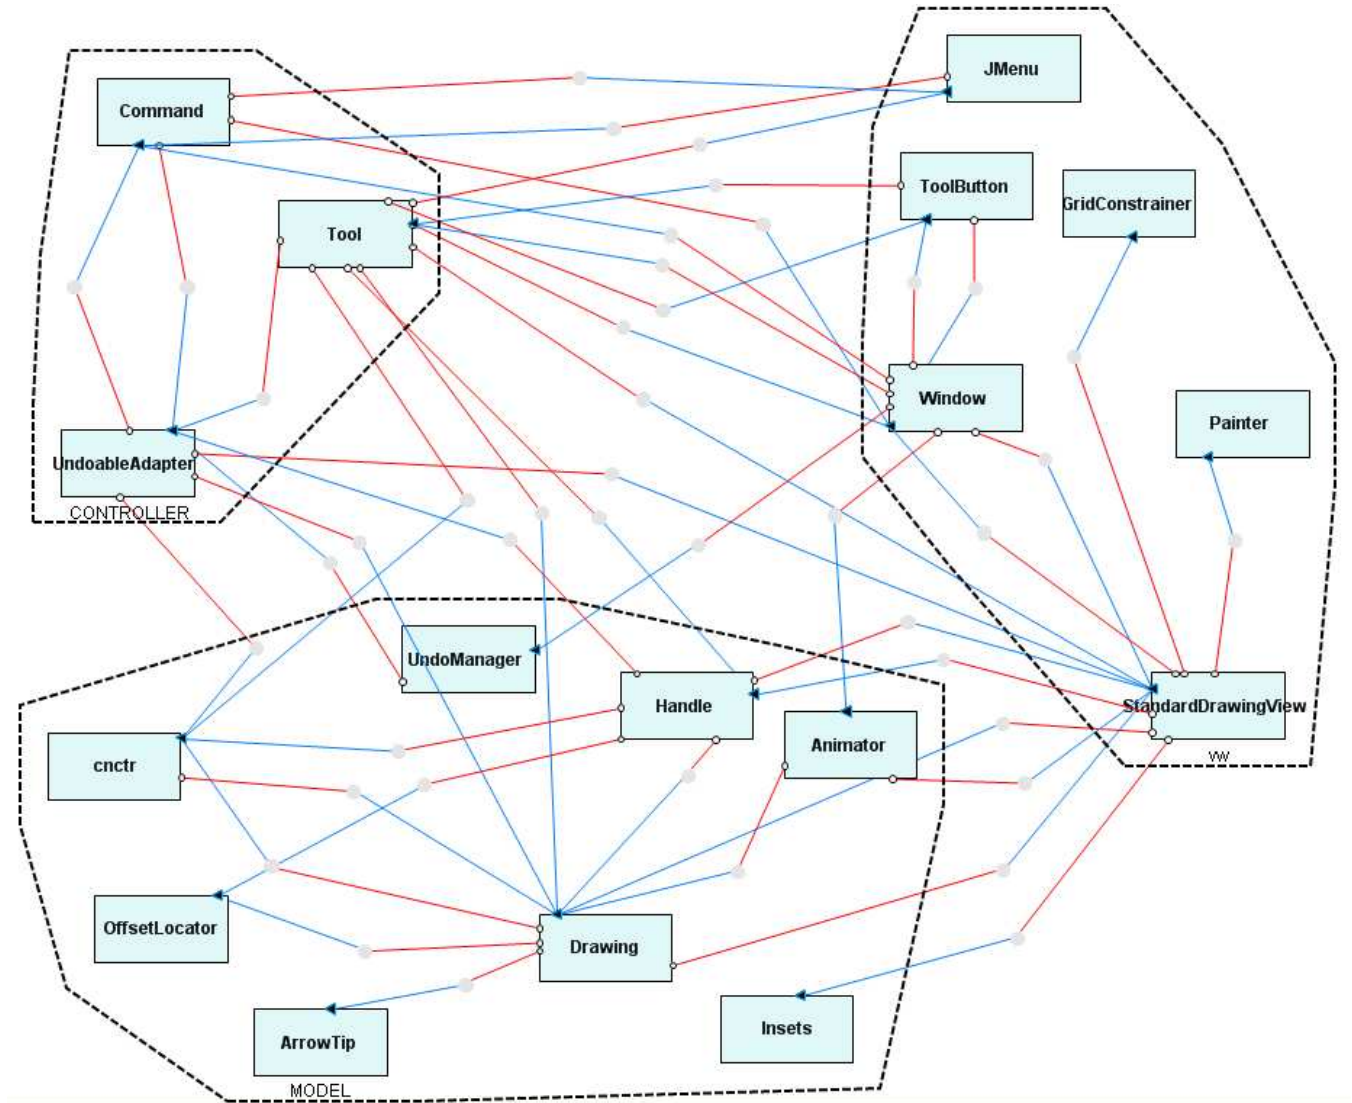 JMenu
Command
ToolButton
GridConstrainer
Tool
Window
Painter
UndoableAdapter
CONTROLLER
UndoManager
Handle
StandardDrawingView
Animator
VW
cnctr
OffsetLocator
Drawing
Insets
ArrowTip
MODEL